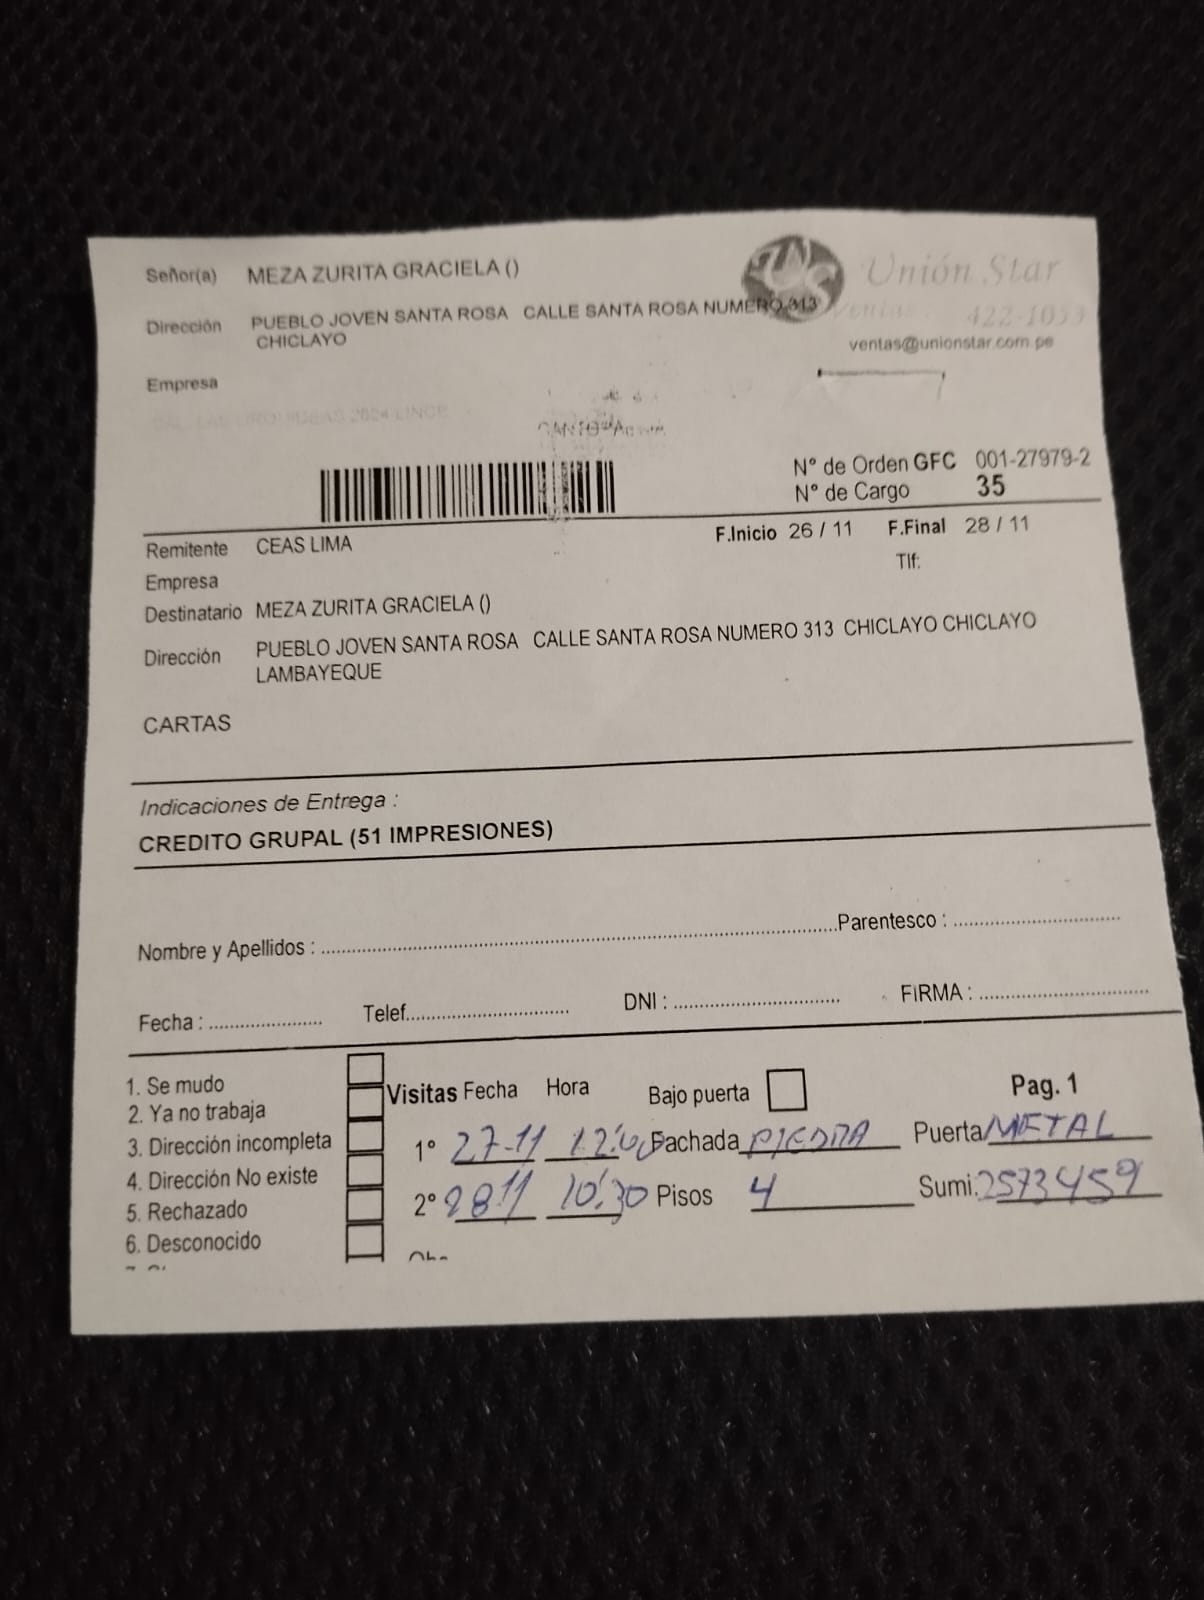 Señor(a) MEZA ZURITA GRACIELA ()
Unión Star
Dirección PUEBLO JOVEN SANTA ROSA CALLE SANTA ROSA NUMERO 313
CHICLAYO
Ventas: 422-1053
ventas@unionstar.com.pe
Empresa
2024 LINCE
N° de Orden GFC 001-27979-2
N° de Cargo 35
Remitente CEAS LIMA
F.Inicio 26 / 11 F.Final 28 / 11
Empresa
Tlf:
Destinatario MEZA ZURITA GRACIELA ()
Dirección PUEBLO JOVEN SANTA ROSA CALLE SANTA ROSA NUMERO 313 CHICLAYO CHICLAYO
LAMBAYEQUE
CARTAS
Indicaciones de Entrega :
CREDITO GRUPAL (51 IMPRESIONES)
Nombre y Apellidos : Parentesco :
Fecha : Telef. DNI : FIRMA :
1. Se mudo
2. Ya no trabaja
3. Dirección incompleta
4. Dirección No existe
5. Rechazado
6. Desconocido
Visitas Fecha Hora Bajo puerta Pag. 1
1° 27-11 Fachada PIEDRA Puerta METAL
2° 28 11 10:30 Pisos 4 Sumi: 2573459